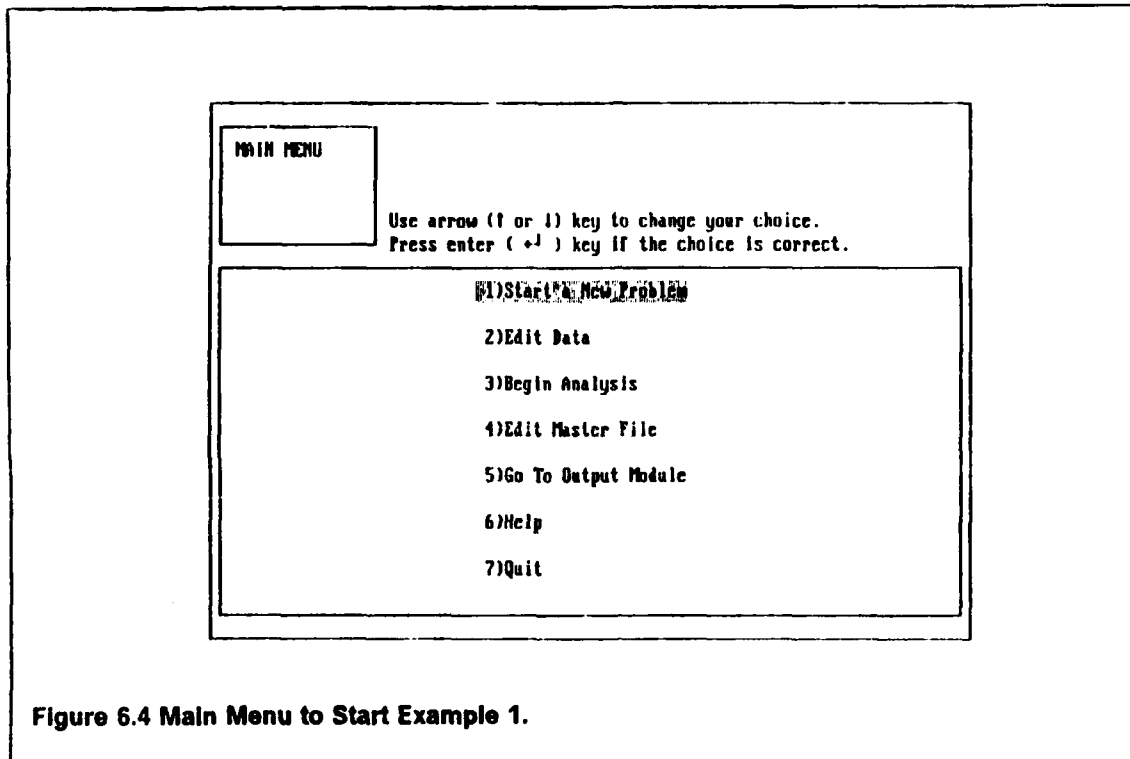 MAIN MENU
Use arrow (↑ or ↓) key to change your choice.
Press enter ( ↵ ) key if the choice is correct.
1)Start a New Problem
2)Edit Data
3)Begin Analysis
4)Edit Master File
5)Go To Output Module
6)Help
7)Quit
Figure 6.4 Main Menu to Start Example 1.